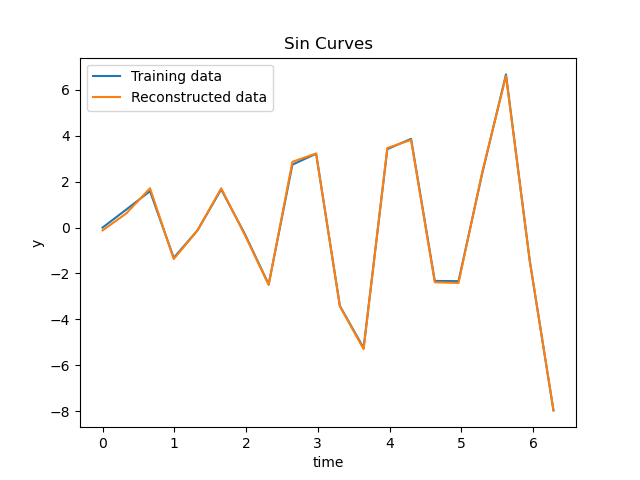 Sin Curves
Training data
Reconstructed data
6
4
2
0
−2
−4
−6
−8
y
0 1 2 3 4 5 6
time